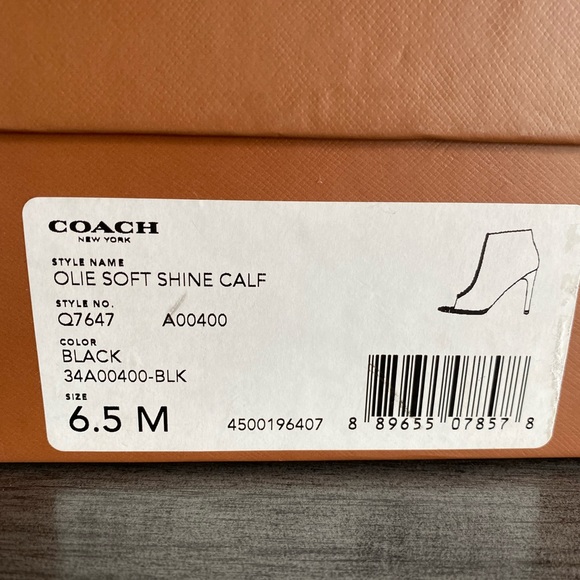 COACH
NEW YORK
STYLE NAME
OLIE SOFT SHINE CALF
STYLE NO.
Q7647 A00400
COLOR
BLACK
34A00400-BLK
SIZE
6.5 M
4500196407
8 89655 07857 8